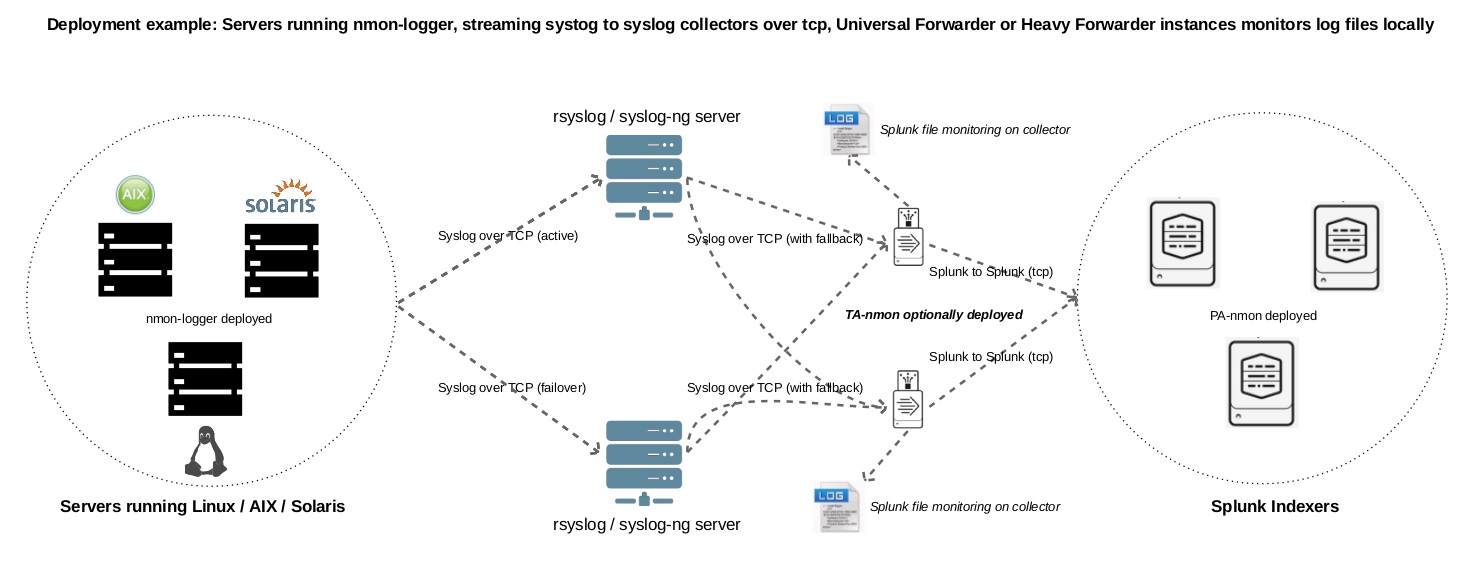 Deployment example: Servers running nmon-logger, streaming systog to syslog collectors over tcp, Universal Forwarder or Heavy Forwarder instances monitors log files locally
rsyslog / syslog-ng server
LOG
Splunk file monitoring on collector
AIX
SOLARIS
Syslog over TCP (active)
Syslog over TCP (with fallback)
Splunk to Splunk (tcp)
nmon-logger deployed
TA-nmon optionally deployed
PA-nmon deployed
Splunk to Splunk (tcp)
Syslog over TCP (failover)
Syslog over TCP (with fallback)
LOG
Splunk file monitoring on collector
Servers running Linux / AIX / Solaris
Splunk Indexers
rsyslog / syslog-ng server